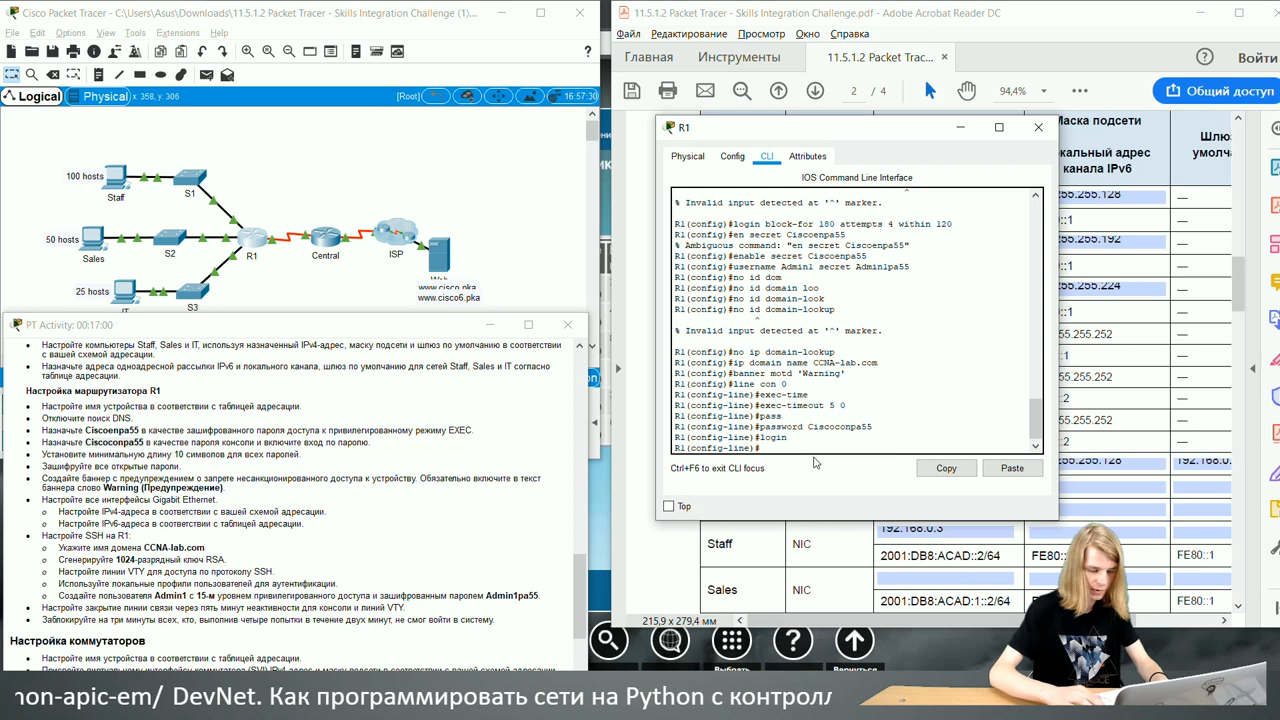 Cisco Packet Tracer - C:\Users\Asus\Downloads\11.5.1.2 Packet Tracer - Skills Integration Challenge (1)....
File Edit Options View Tools Extensions Help
Logical Physical x: 358, y: 306 [Root] 16:57:30
100 hosts
Staff
S1
50 hosts
Sales
S2
R1
Central
ISP
25 hosts
IT
S3
www.cisco.pka
www.cisco6.pka
PT Activity: 00:17:00
Настройте компьютеры Staff, Sales и IT, используя назначенный IPv4-адрес, маску подсети и шлюз по умолчанию в соответствии
с вашей схемой адресации.
Назначьте адреса одноадресной рассылки IPv6 и локального канала, шлюз по умолчанию для сетей Staff, Sales и IT согласно
таблице адресации.
Настройка маршрутизатора R1
Настройте имя устройства в соответствии с таблицей адресации.
Отключите поиск DNS.
Назначьте Ciscoenpa55 в качестве зашифрованного пароля доступа к привилегированному режиму EXEC.
Назначьте Ciscoconpa55 в качестве пароля консоли и включите вход по паролю.
Установите минимальную длину 10 символов для всех паролей.
Зашифруйте все открытые пароли.
Создайте баннер с предупреждением о запрете несанкционированного доступа к устройству. Обязательно включите в текст
баннера слово Warning (Предупреждение).
Настройте все интерфейсы Gigabit Ethernet.
Настройте IPv4-адреса в соответствии с вашей схемой адресации.
Настройте IPv6-адреса в соответствии с таблицей адресации.
Настройте SSH на R1:
Укажите имя домена CCNA-lab.com
Сгенерируйте 1024-разрядный ключ RSA.
Настройте линии VTY для доступа по протоколу SSH.
Используйте локальные профили пользователей для аутентификации.
Создайте пользователя Admin1 с 15-м уровнем привилегированного доступа и зашифрованным паролем Admin1pa55.
Настройте закрытие линии связи через пять минут неактивности для консоли и линий VTY.
Заблокируйте на три минуты всех, кто, выполнив четыре попытки в течение двух минут, не смог войти в систему.
Настройка коммутаторов
Настройте имя устройства в соответствии с таблицей адресации.
11.5.1.2 Packet Tracer - Skills Integration Challenge.pdf - Adobe Acrobat Reader DC
Файл Редактирование Просмотр Окно Справка
Главная Инструменты 11.5.1.2 Packet Trac... Войти
2 / 4 94,4% Общий доступ
Маска подсети
R1
Physical Config CLI Attributes
IOS Command Line Interface
^
% Invalid input detected at '^' marker.
R1(config)#login block-for 180 attempts 4 within 120
R1(config)#en secret Ciscoenpa55
% Ambiguous command: "en secret Ciscoenpa55"
R1(config)#enable secret Ciscoenpa55
R1(config)#username Admin1 secret Admin1pa55
R1(config)#no id dom
R1(config)#no id domain loo
R1(config)#no id domain-look
R1(config)#no id domain-lookup
^
% Invalid input detected at '^' marker.
R1(config)#no ip domain-lookup
R1(config)#ip domain name CCNA-lab.com
R1(config)#banner motd 'Warning'
R1(config)#line con 0
R1(config-line)#exec-time
R1(config-line)#exec-timeout 5 0
R1(config-line)#pass
R1(config-line)#password Ciscoconpa55
R1(config-line)#login
R1(config-line)#
Ctrl+F6 to exit CLI focus Copy Paste
Top
канала IPv6
::1 —
::1 —
::1 —
—
—
—
192.168.0.3
Staff NIC
2001:DB8:ACAD::2/64 FE80::1
Sales NIC
2001:DB8:ACAD:1::2/64 FE80::1
215,9 x 279,4 мм
Выбрать
Вернуться
non-apic-em/ DevNet. Как программировать сети на Python с контролл